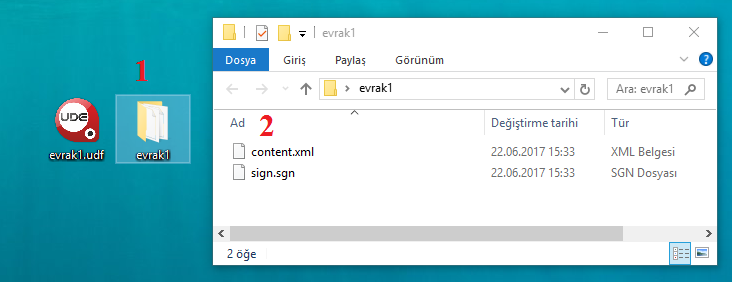 1
UDE
evrak1.udf
evrak1
evrak1
Dosya
Giriş
Paylaş
Görünüm
evrak1
Ara: evrak1
2
Ad
Değiştirme tarihi
Tür
content.xml
22.06.2017 15:33
XML Belgesi
sign.sgn
22.06.2017 15:33
SGN Dosyası
2 öğe